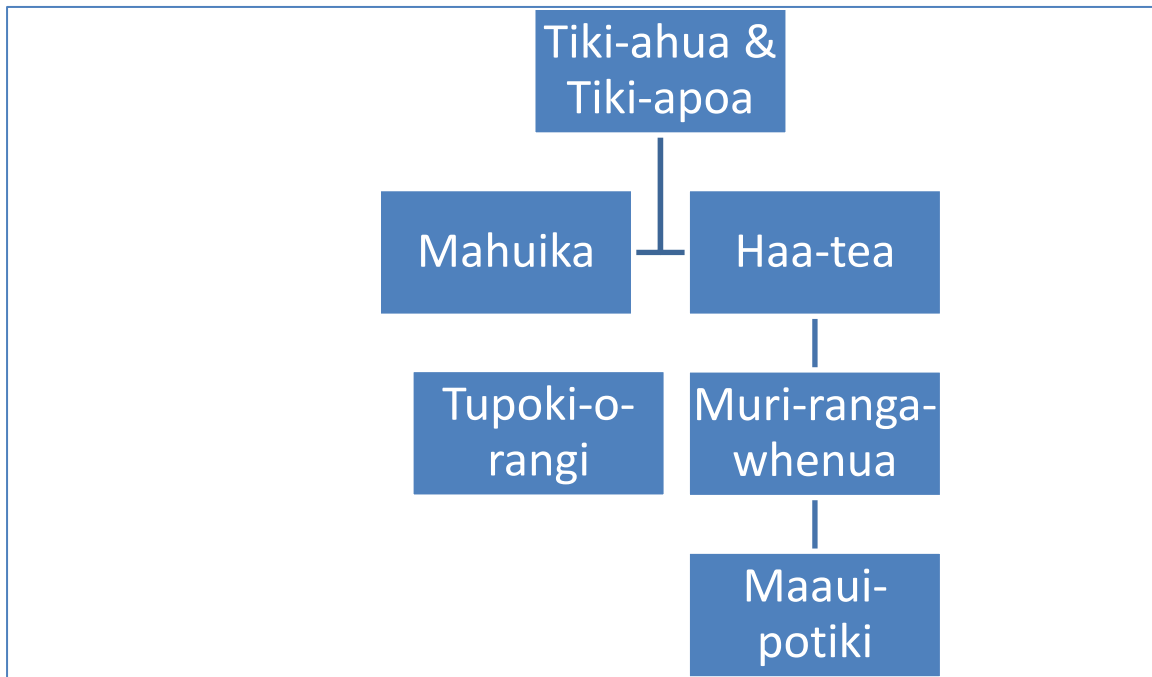 Tiki-ahua &
Tiki-apoa
Mahuika
Haa-tea
Tupoki-o-
rangi
Muri-ranga-
whenua
Maaui-
potiki